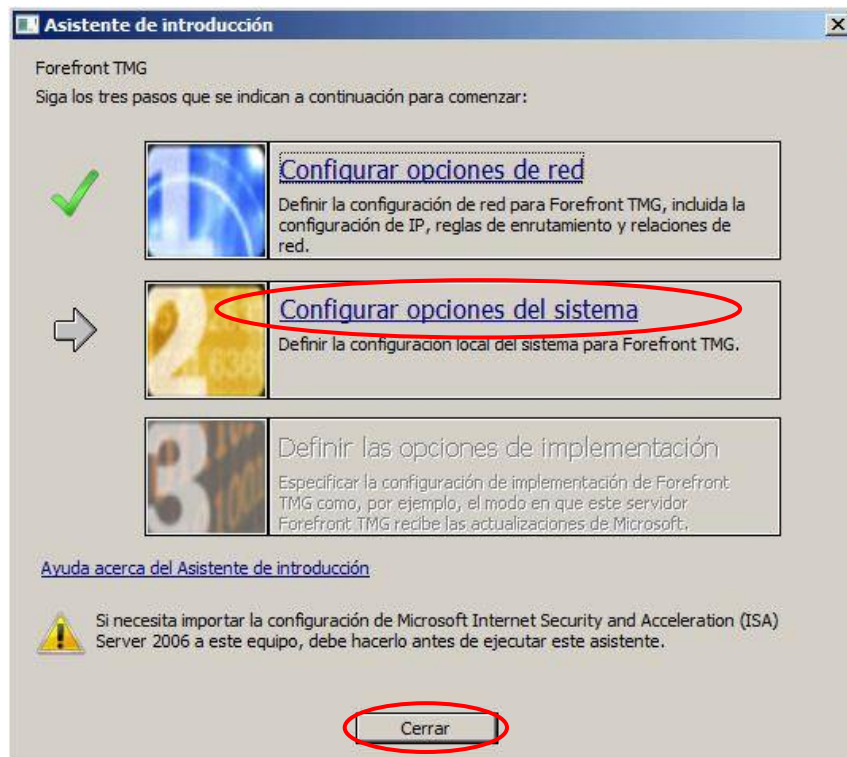 Asistente de introducción
Forefront TMG
Siga los tres pasos que se indican a continuación para comenzar:
1
Configurar opciones de red
Definir la configuración de red para Forefront TMG, incluida la
configuración de IP, reglas de enrutamiento y relaciones de
red.
2
Configurar opciones del sistema
Definir la configuración local del sistema para Forefront TMG.
3
Definir las opciones de implementación
Especificar la configuración de implementación de Forefront
TMG como, por ejemplo, el modo en que este servidor
Forefront TMG recibe las actualizaciones de Microsoft.
Ayuda acerca del Asistente de introducción
Si necesita importar la configuración de Microsoft Internet Security and Acceleration (ISA)
Server 2006 a este equipo, debe hacerlo antes de ejecutar este asistente.
Cerrar